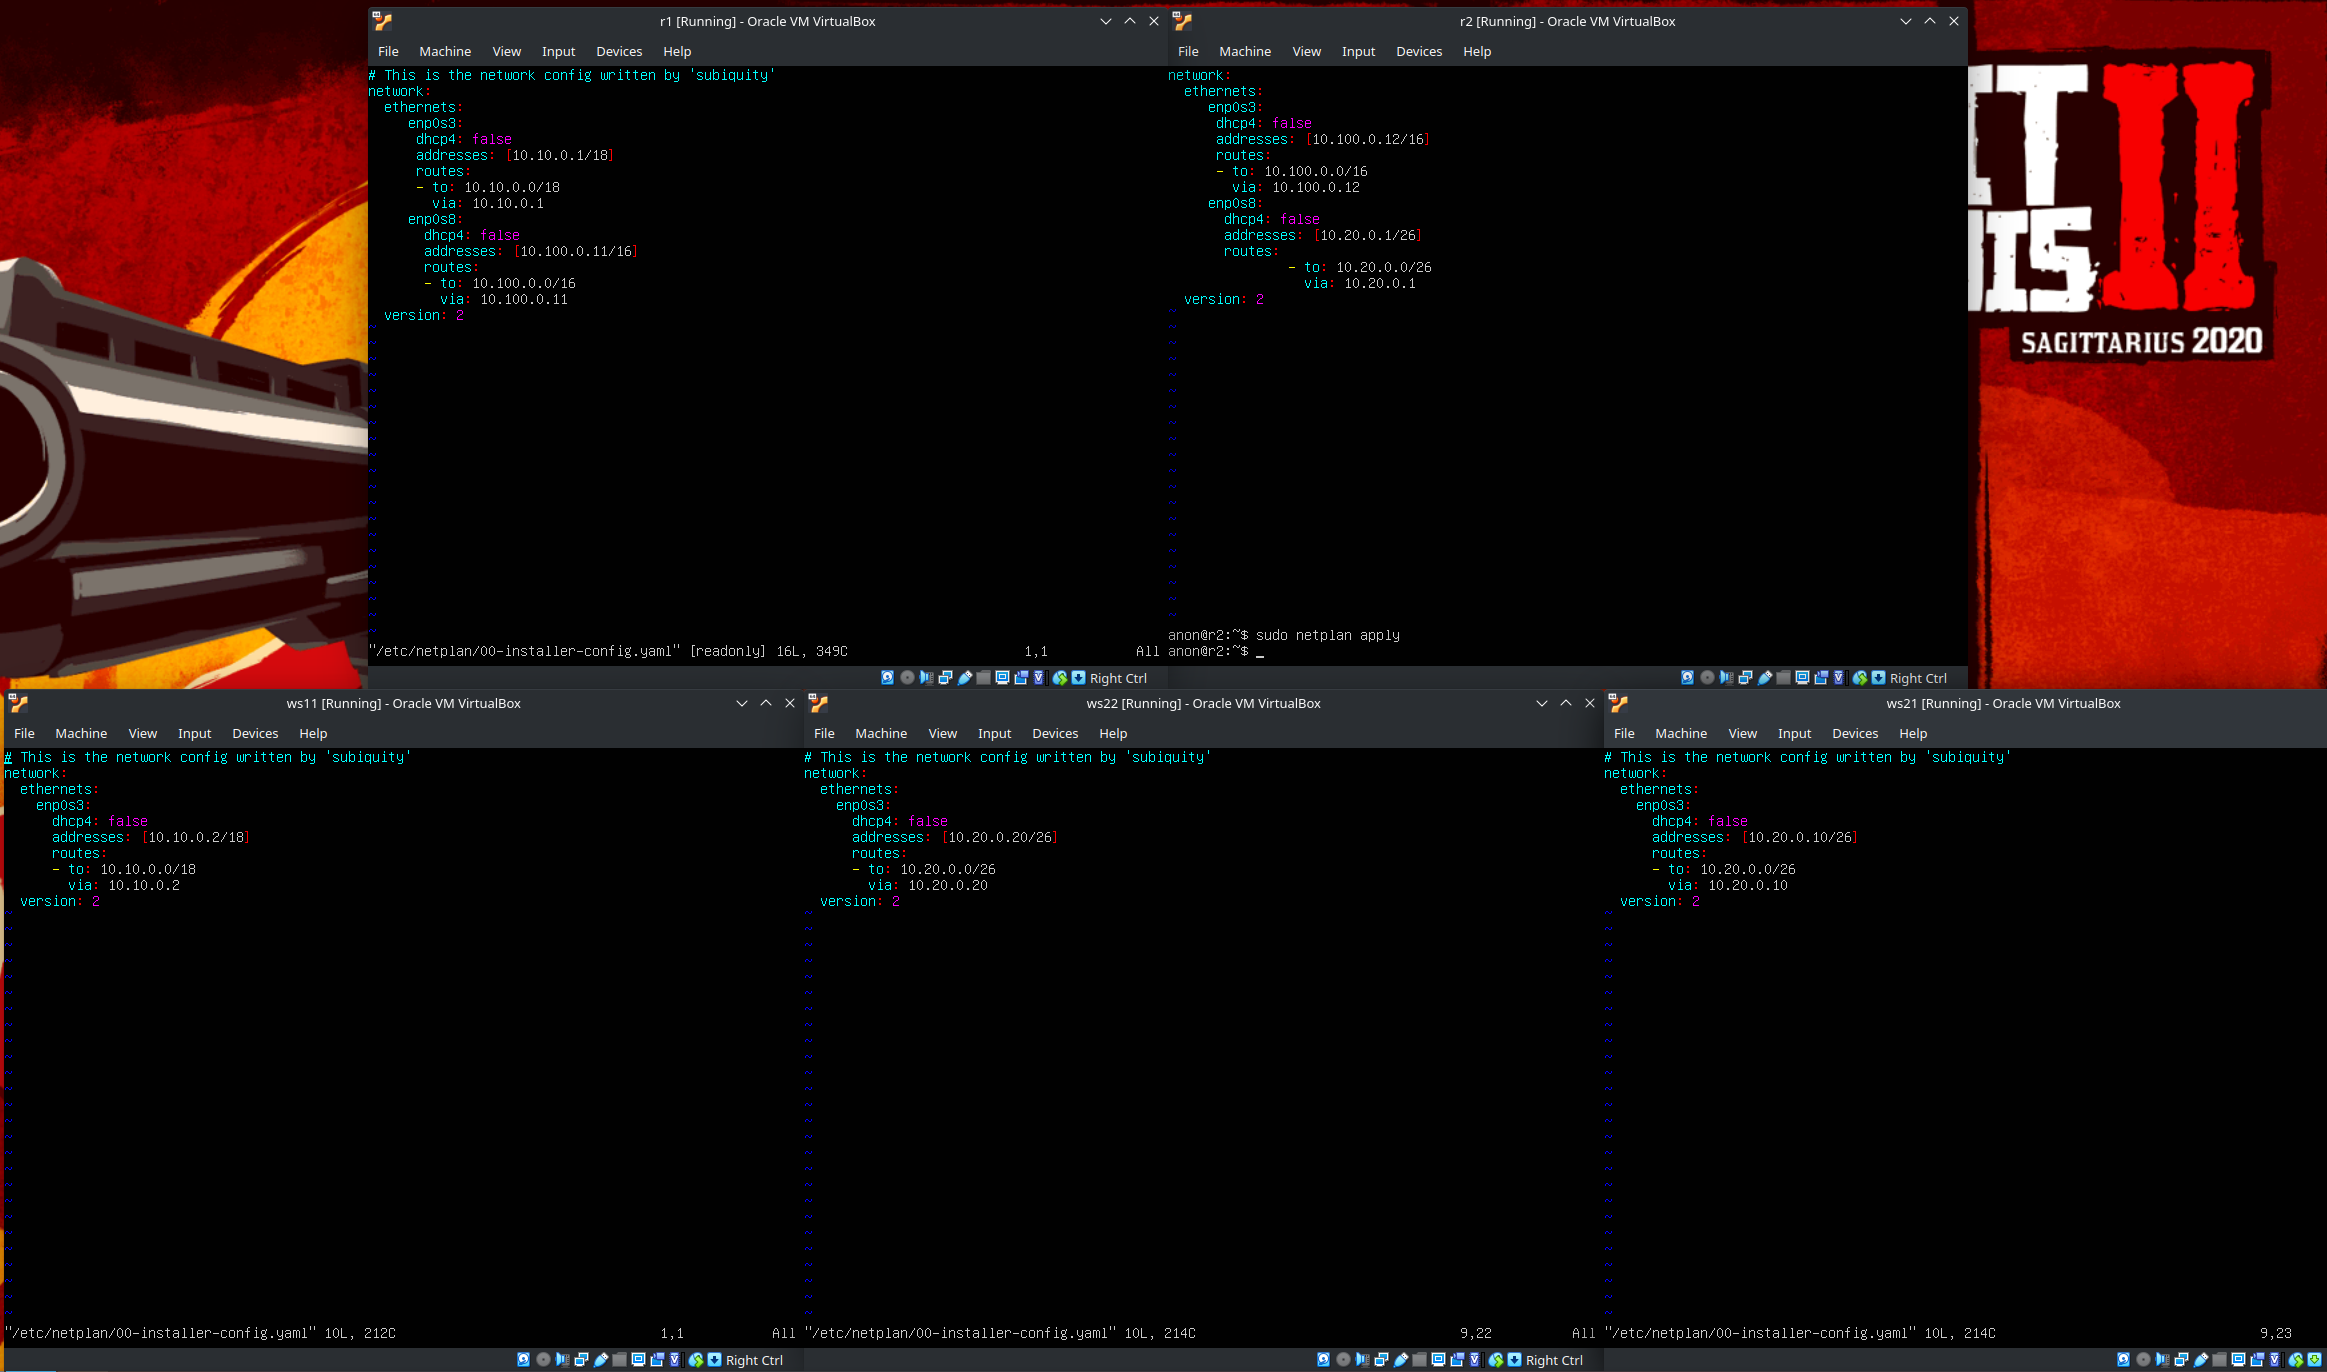 r1 [Running] - Oracle VM VirtualBox
File Machine View Input Devices Help
# This is the network config written by 'subiquity'
network:
  ethernets:
     enp0s3:
      dhcp4: false
      addresses: [10.10.0.1/18]
      routes:
      - to: 10.10.0.0/18
        via: 10.10.0.1
     enp0s8:
       dhcp4: false
       addresses: [10.100.0.11/16]
       routes:
       - to: 10.100.0.0/16
         via: 10.100.0.11
  version: 2
~
"/etc/netplan/00-installer-config.yaml" [readonly] 16L, 349C 1,1 All
Right Ctrl
r2 [Running] - Oracle VM VirtualBox
File Machine View Input Devices Help
network:
  ethernets:
     enp0s3:
      dhcp4: false
      addresses: [10.100.0.12/16]
      routes:
      - to: 10.100.0.0/16
        via: 10.100.0.12
     enp0s8:
       dhcp4: false
       addresses: [10.20.0.1/26]
       routes:
               - to: 10.20.0.0/26
                 via: 10.20.0.1
  version: 2
~
anon@r2:~$ sudo netplan apply
anon@r2:~$ _
Right Ctrl
II
SAGITTARIUS 2020
ws11 [Running] - Oracle VM VirtualBox
File Machine View Input Devices Help
# This is the network config written by 'subiquity'
network:
  ethernets:
    enp0s3:
      dhcp4: false
      addresses: [10.10.0.2/18]
      routes:
      - to: 10.10.0.0/18
        via: 10.10.0.2
  version: 2
~
"/etc/netplan/00-installer-config.yaml" 10L, 212C 1,1 All
Right Ctrl
ws22 [Running] - Oracle VM VirtualBox
File Machine View Input Devices Help
# This is the network config written by 'subiquity'
network:
  ethernets:
    enp0s3:
      dhcp4: false
      addresses: [10.20.0.20/26]
      routes:
      - to: 10.20.0.0/26
        via: 10.20.0.20
  version: 2
~
"/etc/netplan/00-installer-config.yaml" 10L, 214C 9,22 All
Right Ctrl
ws21 [Running] - Oracle VM VirtualBox
File Machine View Input Devices Help
# This is the network config written by 'subiquity'
network:
  ethernets:
    enp0s3:
      dhcp4: false
      addresses: [10.20.0.10/26]
      routes:
      - to: 10.20.0.0/26
        via: 10.20.0.10
  version: 2
~
"/etc/netplan/00-installer-config.yaml" 10L, 214C 9,23